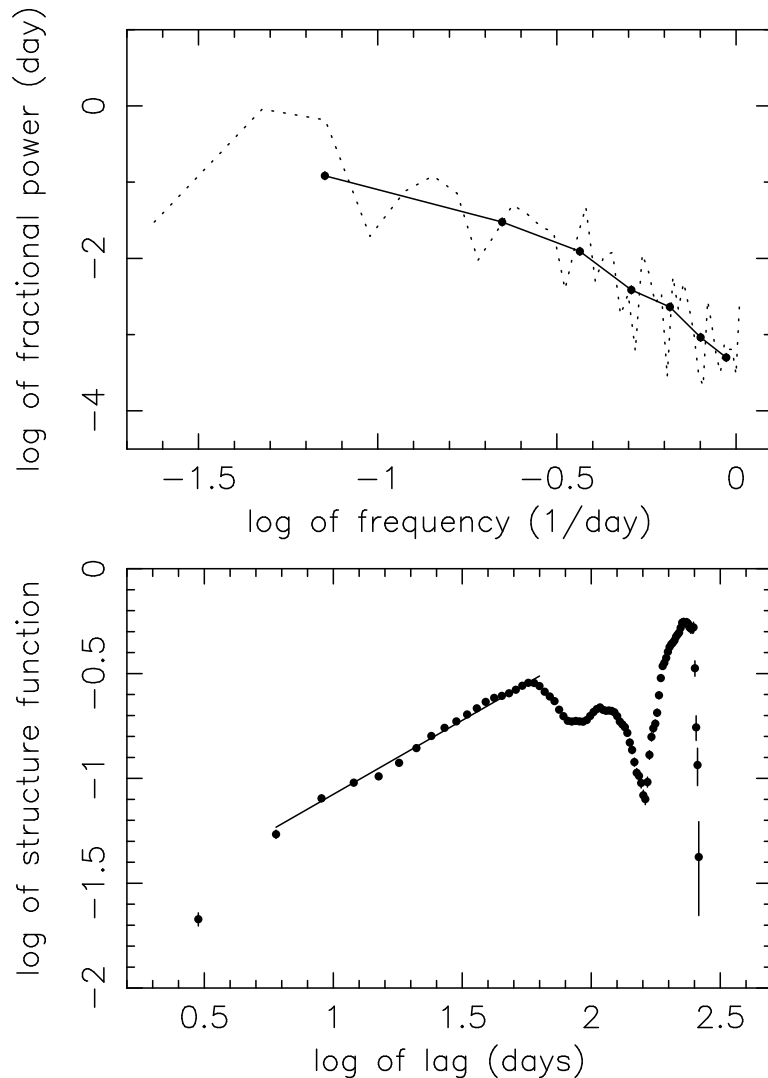 log of fractional power (day)
0
−2
−4
−1.5 −1 −0.5 0
log of frequency (1/day)
log of structure function
0
−0.5
−1
−1.5
−2
0.5 1 1.5 2 2.5
log of lag (days)